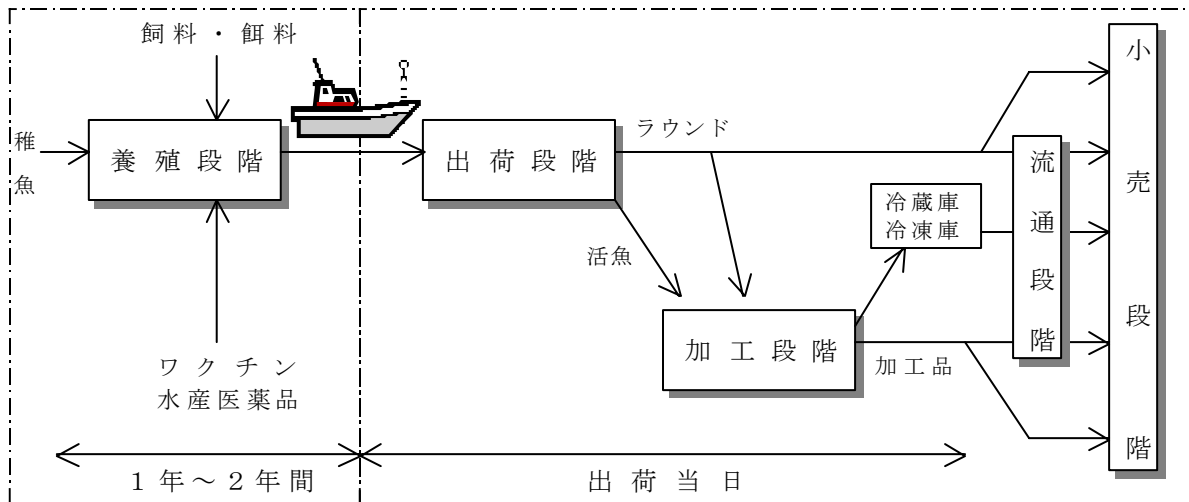 飼料・餌料
稚魚
養殖段階
出荷段階
ラウンド
活魚
冷蔵庫
冷凍庫
流通段階
小売段階
加工段階
加工品
ワクチン
水産医薬品
1年～2年間
出荷当日